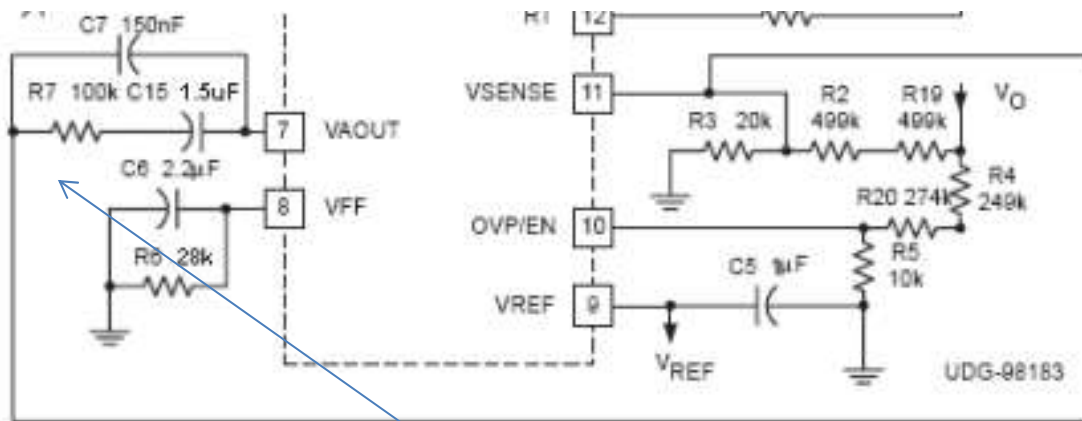 C7 150nF
R7 100k C15 1.5uF
7 VAOUT
C6 2.2µF
8 VFF
R6 28k
RT 12
VSENSE 11
R3 20k
R2
499k
R19
499k
VO
R4
249k
R20 274k
OVP/EN 10
R5
10k
C5 1µF
VREF 9
VREF
UDG-98183